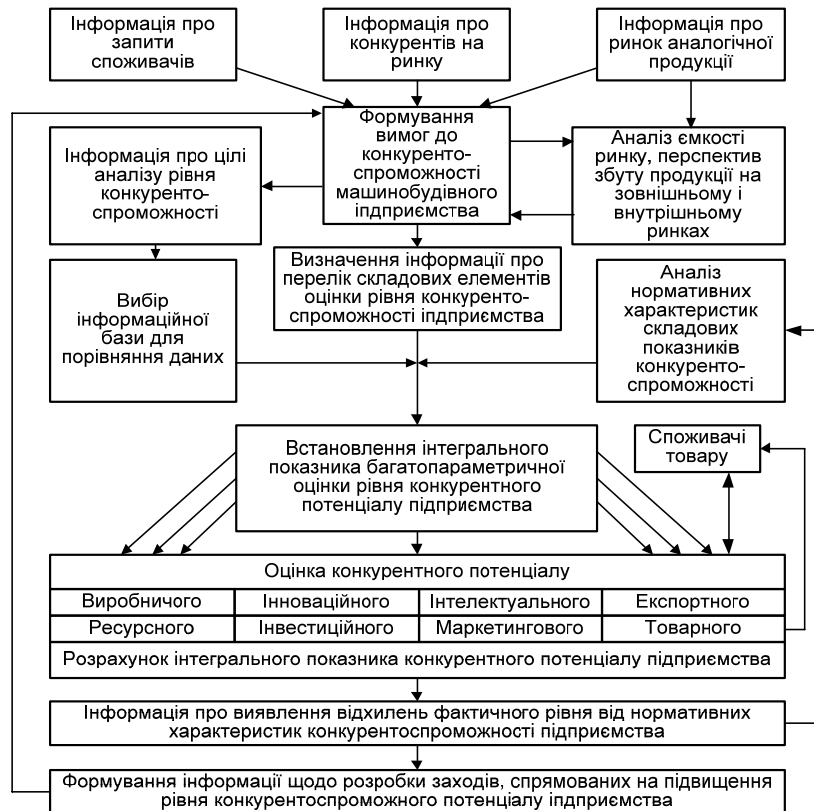 Інформація про
запити
споживачів
Інформація про
конкурентів на
ринку
Інформація про
ринок аналогічної
продукції
Формування
вимог до
конкуренто-
спроможності
машинобудівного
ідприємства
Інформація про цілі
аналізу рівня
конкуренто-
спроможності
Аналіз ємкості
ринку, перспектив
збуту продукції на
зовнішньому і
внутрішньому
ринках
Визначення інформації про
перелік складових елементів
оцінки рівня конкуренто-
спроможності ідприємства
Вибір
інформаційної
бази для
порівняння даних
Аналіз
нормативних
характеристик
складових
показників
конкуренто-
спроможності
Встановлення інтегрального
показника багатопараметричної
оцінки рівня конкурентного
потенціалу підприємства
Споживачі
товару
Оцінка конкурентного потенціалу
Виробничого
Інноваційного
Інтелектуального
Експортного
Ресурсного
Інвестиційного
Маркетингового
Товарного
Розрахунок інтегрального показника конкурентного потенціалу підприємства
Інформація про виявлення відхилень фактичного рівня від нормативних
характеристик конкурентоспроможності підприємства
Формування інформації щодо розробки заходів, спрямованих на підвищення
рівня конкурентоспроможного потенціалу ідприємства